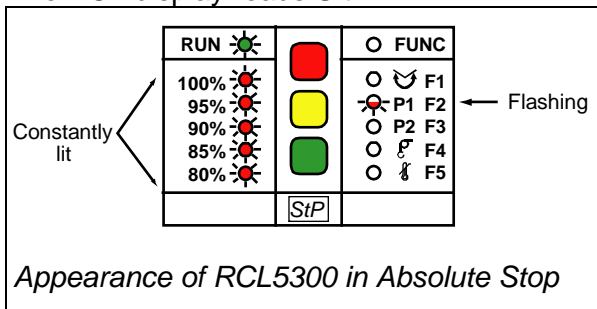 RUN FUNC
100% F1
95% P1 F2
90% P2 F3
85% F4
80% F5
Constantly
lit
Flashing
StP
Appearance of RCL5300 in Absolute Stop